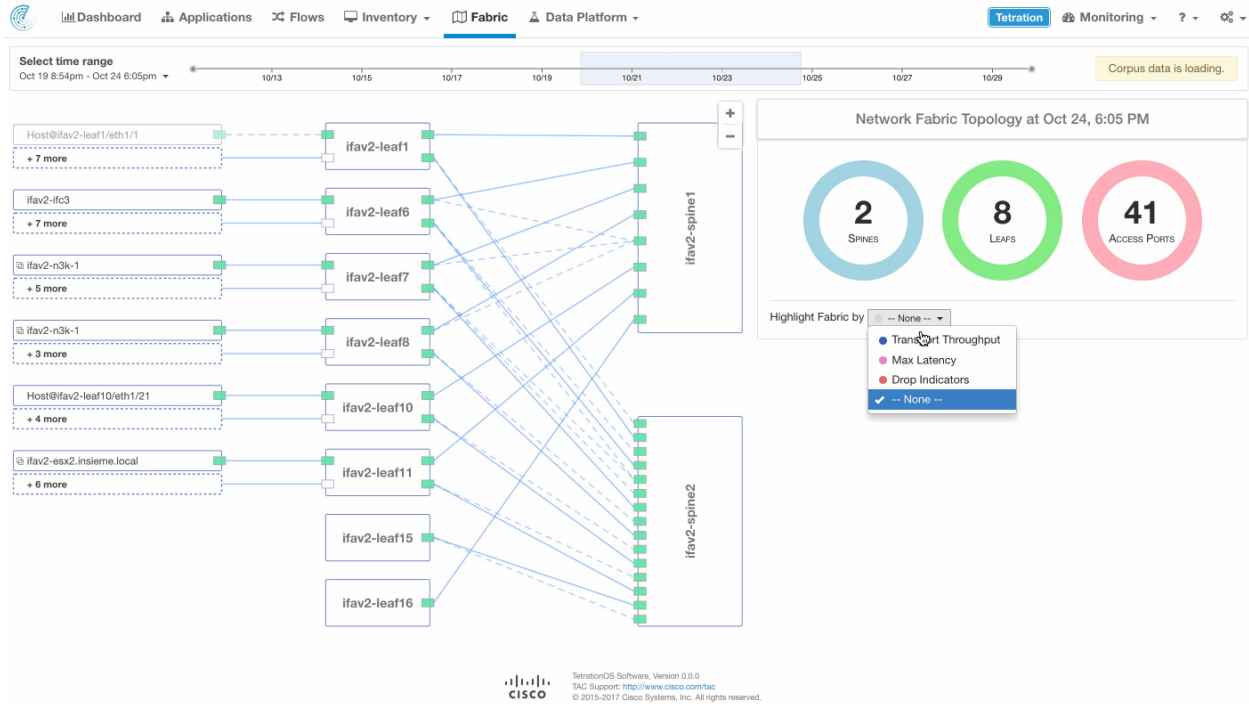 Dashboard Applications Flows Inventory Fabric Data Platform Tetration Monitoring ?
Select time range
Oct 19 8:54pm - Oct 24 6:05pm
10/13 10/15 10/17 10/19 10/21 10/23 10/25 10/27 10/29
Corpus data is loading.
Host@ifav2-leaf1/eth1/1
+ 7 more
ifav2-leaf1
ifav2-ifc3
+ 7 more
ifav2-leaf6
ifav2-n3k-1
+ 5 more
ifav2-leaf7
ifav2-n3k-1
+ 3 more
ifav2-leaf8
Host@ifav2-leaf10/eth1/21
+ 4 more
ifav2-leaf10
ifav2-esx2.insieme.local
+ 6 more
ifav2-leaf11
ifav2-leaf15
ifav2-leaf16
ifav2-spine1
ifav2-spine2
+
−
Network Fabric Topology at Oct 24, 6:05 PM
2
Spines
8
Leafs
41
Access Ports
Highlight Fabric by -- None --
Throughput
Max Latency
Drop Indicators
-- None --
CISCO
TetrationOS Software, Version 0.0.0
TAC Support: http://www.cisco.com/tac
© 2015-2017 Cisco Systems, Inc. All rights reserved.